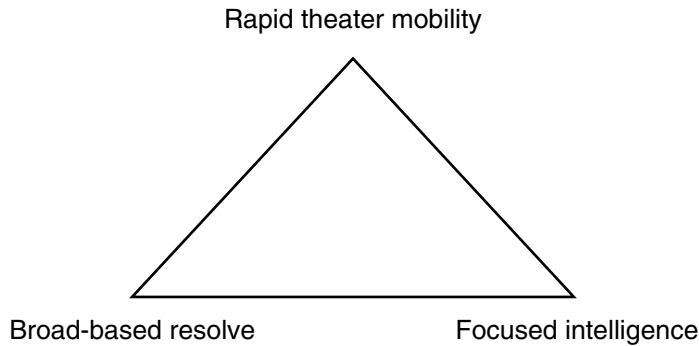 Rapid theater mobility
Broad-based resolve
Focused intelligence